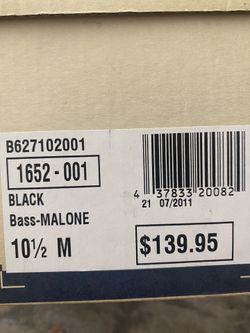 B627102001
1652-001
BLACK
Bass-MALONE
10½ M
4 37833 20082
21 07/2011
$139.95